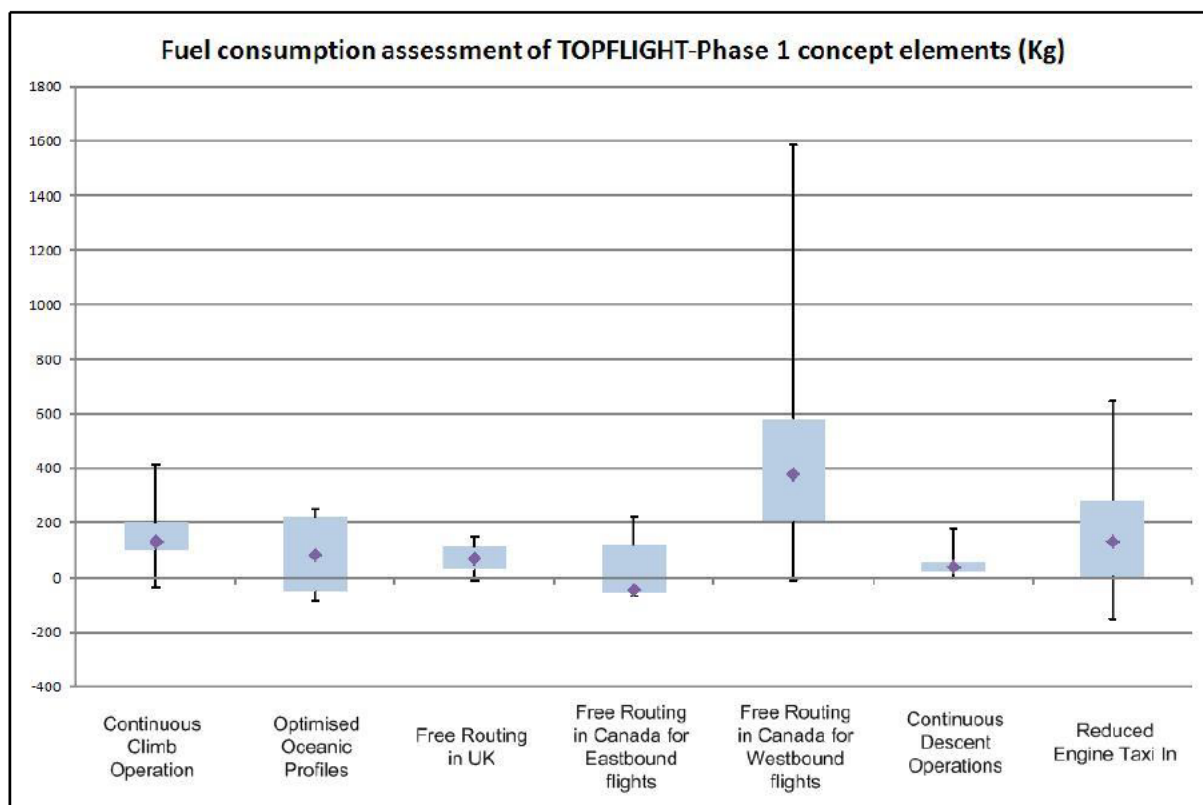 Fuel consumption assessment of TOPFLIGHT-Phase 1 concept elements (Kg)
1800
1600
1400
1200
1000
800
600
400
200
0
-200
-400
Continuous
Climb
Operation
Optimised
Oceanic
Profiles
Free Routing
in UK
Free Routing
in Canada for
Eastbound
flights
Free Routing
in Canada for
Westbound
flights
Continuous
Descent
Operations
Reduced
Engine Taxi In